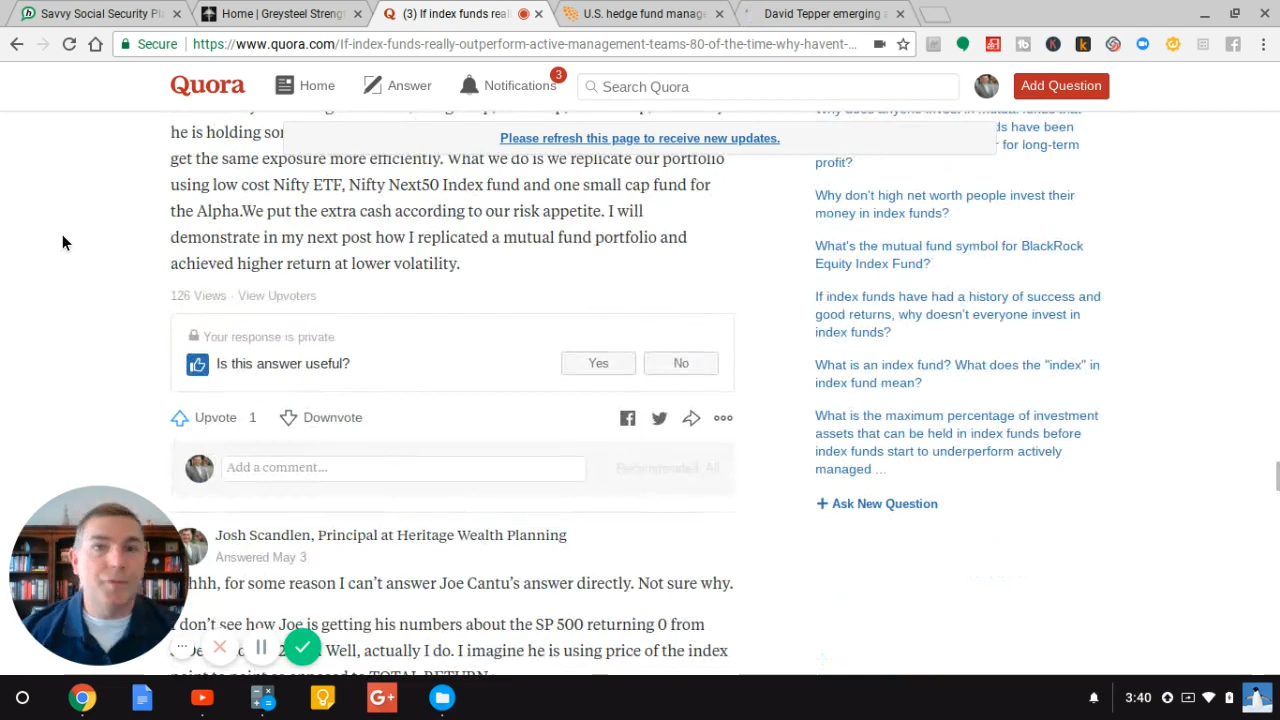 Savvy Social Security P
Home | Greysteel Streng
(3) If index funds rea
U.S. hedge fund manag
David Tepper emerging
Secure
https://www.quora.com/If-index-funds-really-outperform-active-management-teams-80-of-the-time-why-havent-...
Quora
Home
Answer
Notifications
3
Search Quora
Add Question
Please refresh this page to receive new updates.
he is holding
get the same exposure more efficiently. What we do is we replicate our portfolio
using low cost Nifty ETF, Nifty Next50 Index fund and one small cap fund for
the Alpha.We put the extra cash according to our risk appetite. I will
demonstrate in my next post how I replicated a mutual fund portfolio and
achieved higher return at lower volatility.
126 Views · View Upvoters
Your response is private
Is this answer useful?
Yes
No
Upvote 1
Downvote
Add a comment...
Recommended All
Josh Scandlen, Principal at Heritage Wealth Planning
Answered May 3
for some reason I can't answer Joe Cantu's answer directly. Not sure why.
I don't see how Joe is getting his numbers about the SP 500 returning 0 from
Well, actually I do. I imagine he is using price of the index
ds have been
for long-term
profit?
Why don't high net worth people invest their
money in index funds?
What's the mutual fund symbol for BlackRock
Equity Index Fund?
If index funds have had a history of success and
good returns, why doesn't everyone invest in
index funds?
What is an index fund? What does the "index" in
index fund mean?
What is the maximum percentage of investment
assets that can be held in index funds before
index funds start to underperform actively
managed ...
+ Ask New Question
3:40